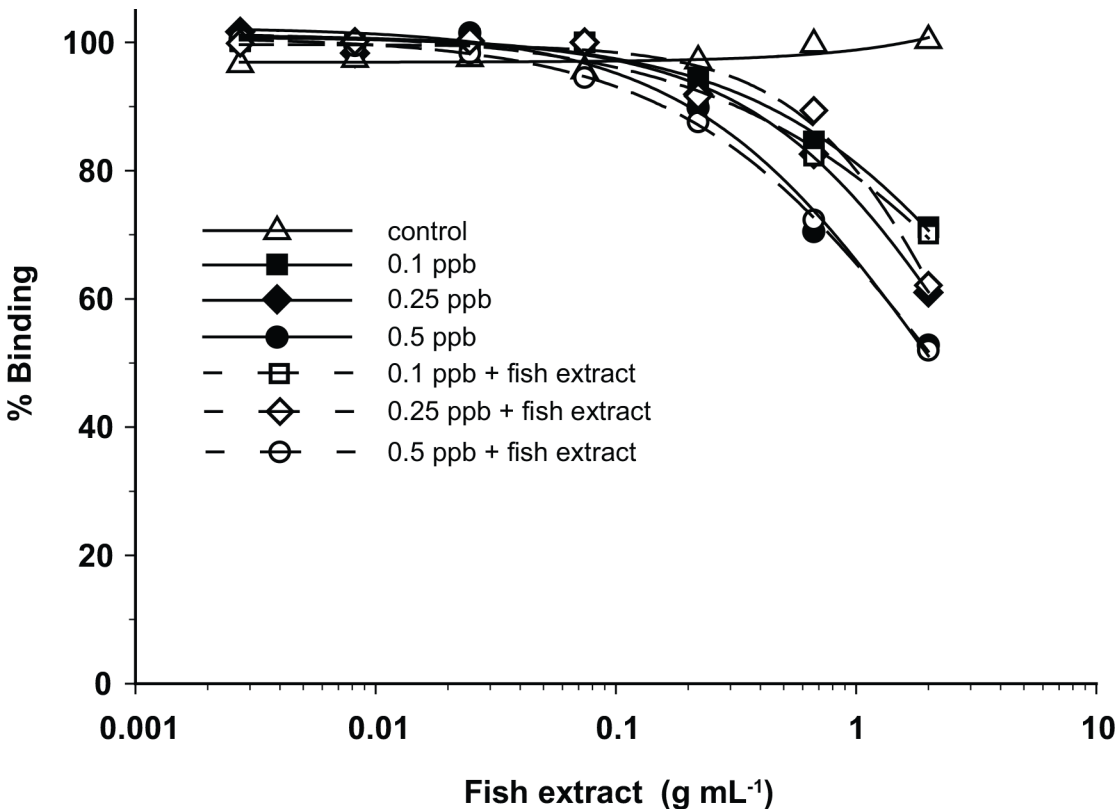 100
80
60
40
20
0
% Binding
control
0.1 ppb
0.25 ppb
0.5 ppb
0.1 ppb + fish extract
0.25 ppb + fish extract
0.5 ppb + fish extract
0.001 0.01 0.1 1 10
Fish extract (g mL⁻¹)